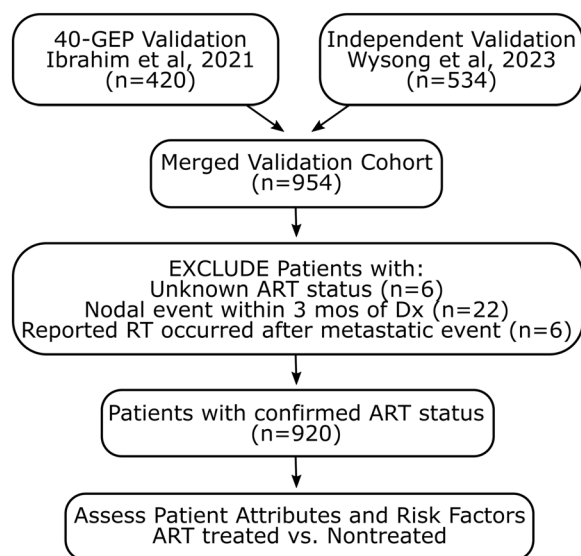 40-GEP Validation
Ibrahim et al, 2021
(n=420)
Independent Validation
Wysong et al, 2023
(n=534)
Merged Validation Cohort
(n=954)
EXCLUDE Patients with:
Unknown ART status (n=6)
Nodal event within 3 mos of Dx (n=22)
Reported RT occurred after metastatic event (n=6)
Patients with confirmed ART status
(n=920)
Assess Patient Attributes and Risk Factors
ART treated vs. Nontreated